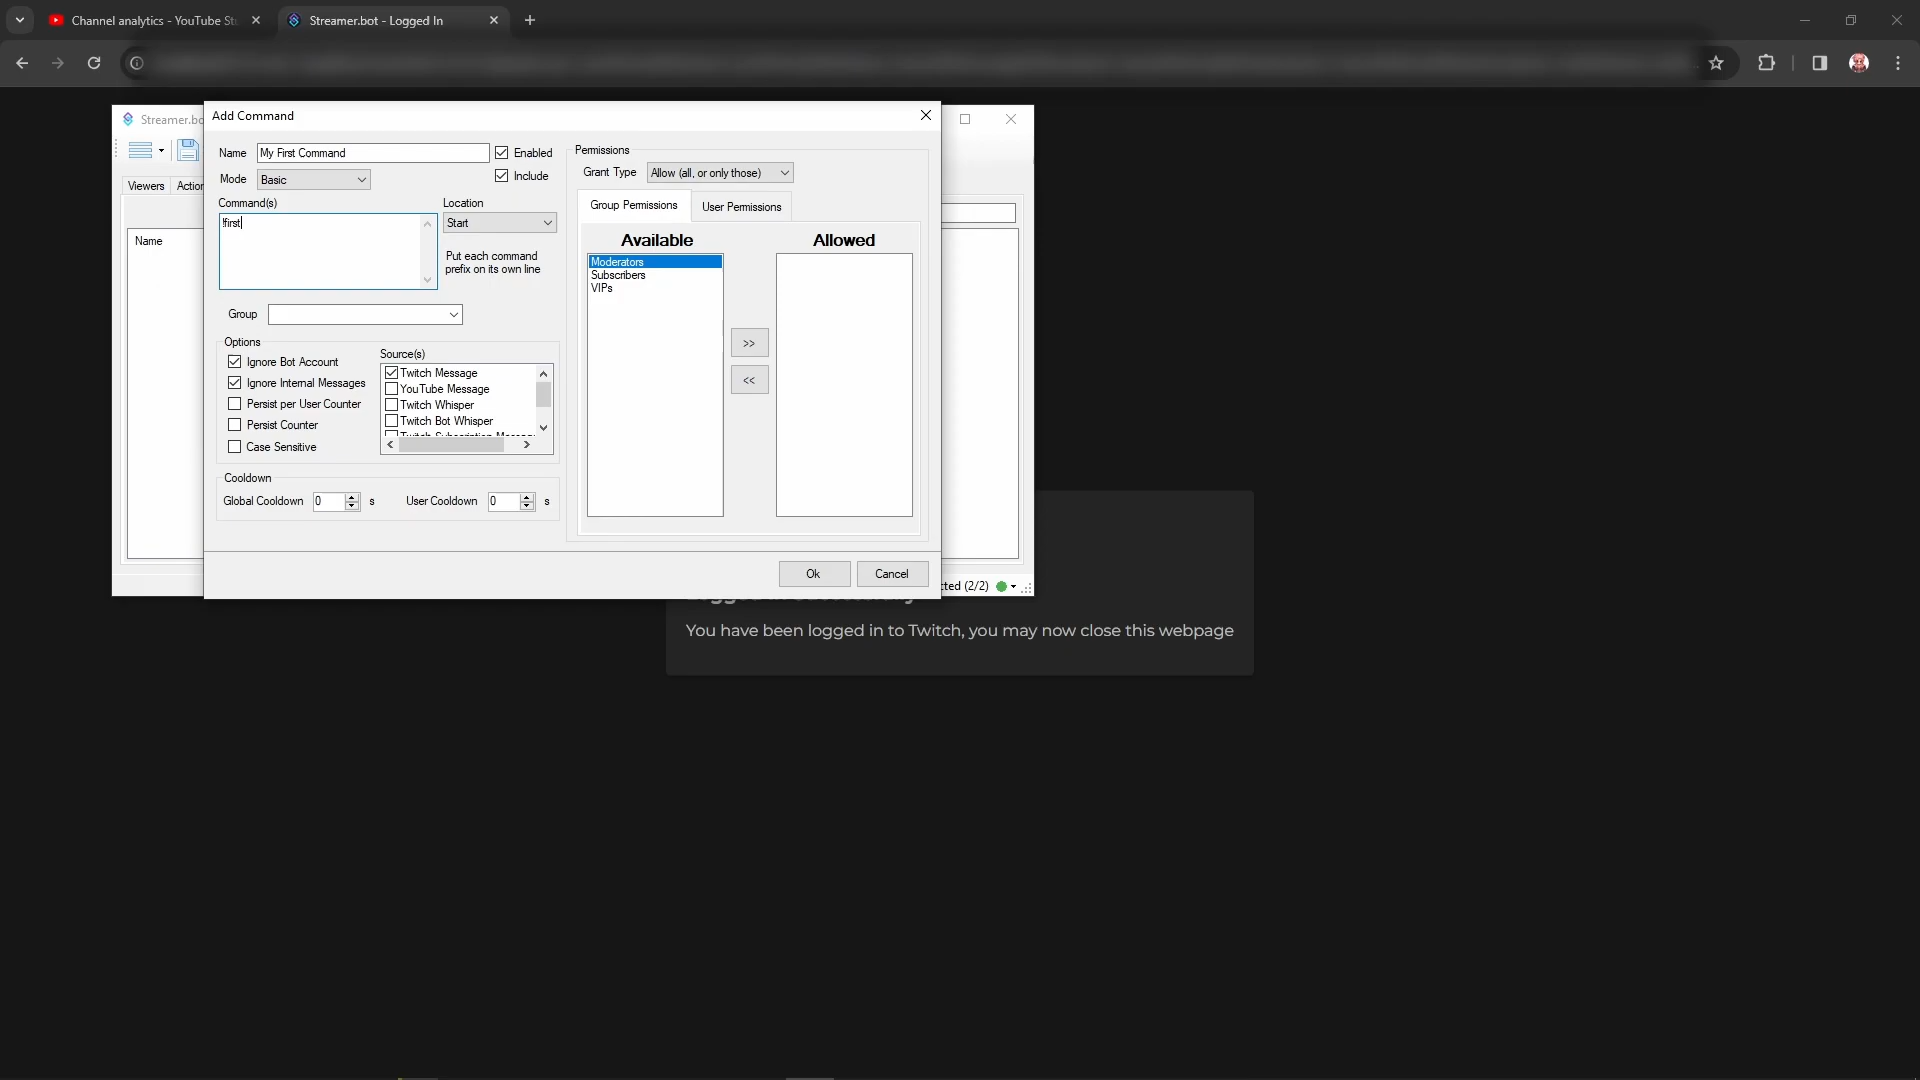 Channel analytics - YouTube St
Streamer.bot - Logged In
Streamer.bo
Add Command
Name
My First Command
Enabled
Mode
Basic
Include
Command(s)
!first
Location
Start
Put each command
prefix on its own line
Group
Options
Ignore Bot Account
Ignore Internal Messages
Persist per User Counter
Persist Counter
Case Sensitive
Source(s)
Twitch Message
YouTube Message
Twitch Whisper
Twitch Bot Whisper
Cooldown
Global Cooldown
0
s
User Cooldown
0
s
Permissions
Grant Type
Allow (all, or only those)
Group Permissions
User Permissions
Available
Allowed
Moderators
Subscribers
VIPs
>>
<<
Ok
Cancel
Viewers
Action
Name
cted (2/2)
You have been logged in to Twitch, you may now close this webpage